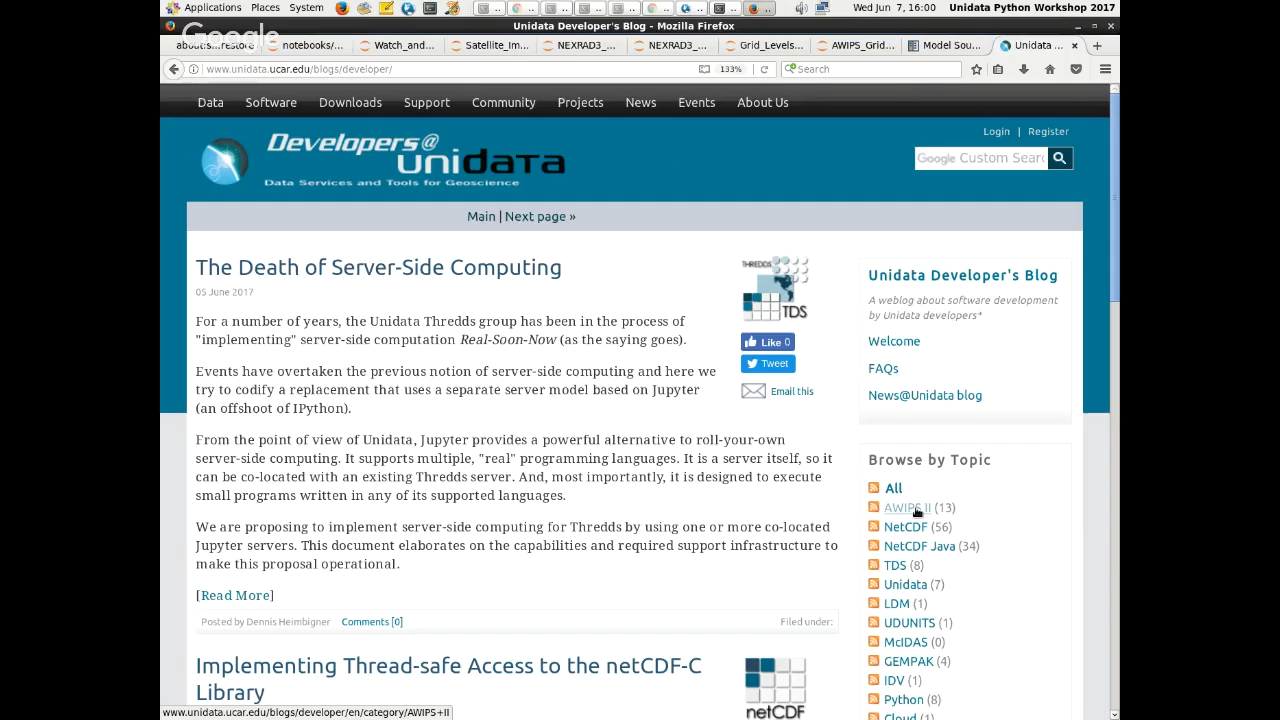 Applications Places System Wed Jun 7, 16:00 Unidata Python Workshop 2017
Unidata Developer's Blog - Mozilla Firefox
Google
about:s...restore notebooks/... Watch_and... Satellite_Im... NEXRAD3_... NEXRAD3_... Grid_Levels... AWIPS_Grid... Model Sou... Unidata ...
www.unidata.ucar.edu/blogs/developer/ 133% Search
Data Software Downloads Support Community Projects News Events About Us
Login | Register
Developers@
unidata
Data Services and Tools for Geoscience
Google Custom Sear
Main | Next page »
The Death of Server-Side Computing
05 June 2017
For a number of years, the Unidata Thredds group has been in the process of
"implementing" server-side computation Real-Soon-Now (as the saying goes).
Events have overtaken the previous notion of server-side computing and here we
try to codify a replacement that uses a separate server model based on Jupyter
(an offshoot of IPython).
From the point of view of Unidata, Jupyter provides a powerful alternative to roll-your-own
server-side computing. It supports multiple, "real" programming languages. It is a server itself, so it
can be co-located with an existing Thredds server. And, most importantly, it is designed to execute
small programs written in any of its supported languages.
We are proposing to implement server-side computing for Thredds by using one or more co-located
Jupyter servers. This document elaborates on the capabilities and required support infrastructure to
make this proposal operational.
[Read More]
Posted by Dennis Heimbigner Comments [0] Filed under:
THREDDS
TDS
Like 0
Tweet
Email this
Implementing Thread-safe Access to the netCDF-C
Library
netCDF
Unidata Developer's Blog
A weblog about software development
by Unidata developers*
Welcome
FAQs
News@Unidata blog
Browse by Topic
All
AWIPS II (13)
NetCDF (56)
NetCDF Java (34)
TDS (8)
Unidata (7)
LDM (1)
UDUNITS (1)
McIDAS (0)
GEMPAK (4)
IDV (1)
Python (8)
Cloud (1)
www.unidata.ucar.edu/blogs/developer/en/category/AWIPS+II